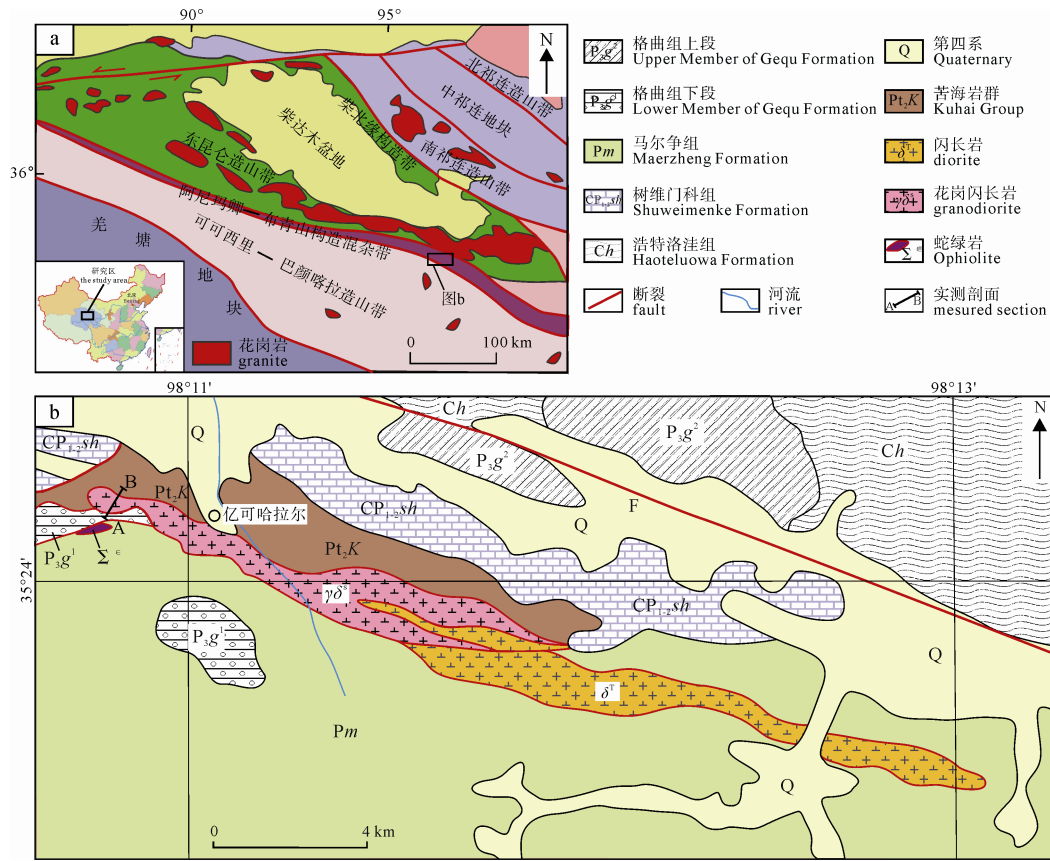 90°
95°
a
N
36°
北祁连造山带
中祁连地块
南祁连造山带
柴北缘构造带
柴达木盆地
东昆仑造山带
阿尼玛卿—布青山构造混杂带
可可西里—巴颜喀拉造山带
羌塘地块
图b
研究区
the study area
北京
Beijing
花岗岩
granite
0
100 km
P₃g²
格曲组上段
Upper Member of Gequ Formation
P₃g¹
格曲组下段
Lower Member of Gequ Formation
Pm
马尔争组
Maerzheng Formation
CP₁₋₂sh
树维门科组
Shuweimenke Formation
Ch
浩特洛洼组
Haoteluowa Formation
断裂
fault
河流
river
Q
第四系
Quaternary
Pt₂K
苦海岩群
Kuhai Group
δ
闪长岩
diorite
γδ
花岗闪长岩
granodiorite
Σ
蛇绿岩
Ophiolite
A
B
实测剖面
mesured section
98°11'
98°13'
b
N
35°24'
CP₁₋₂sh
Q
Ch
P₃g²
P₃g²
Ch
B
Pt₂K
A
亿可哈拉尔
CP₁₋₂sh
Q
F
P₃g¹
Σ^∈
Pt₂K
γδˢ
CP₁₋₂sh
P₃g¹
Q
δᵀ
Pm
Q
0
4 km